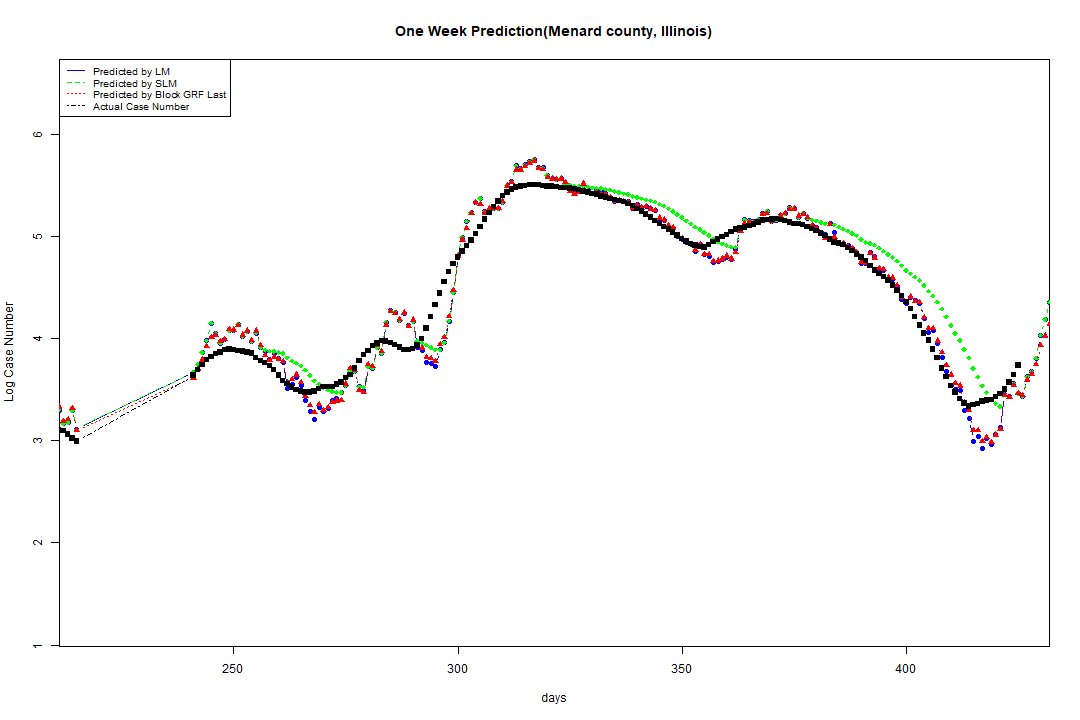 One Week Prediction(Menard county, Illinois)
Predicted by LM
Predicted by SLM
Predicted by Block GRF Last
Actual Case Number
Log Case Number
6
5
4
3
2
1
250 300 350 400
days